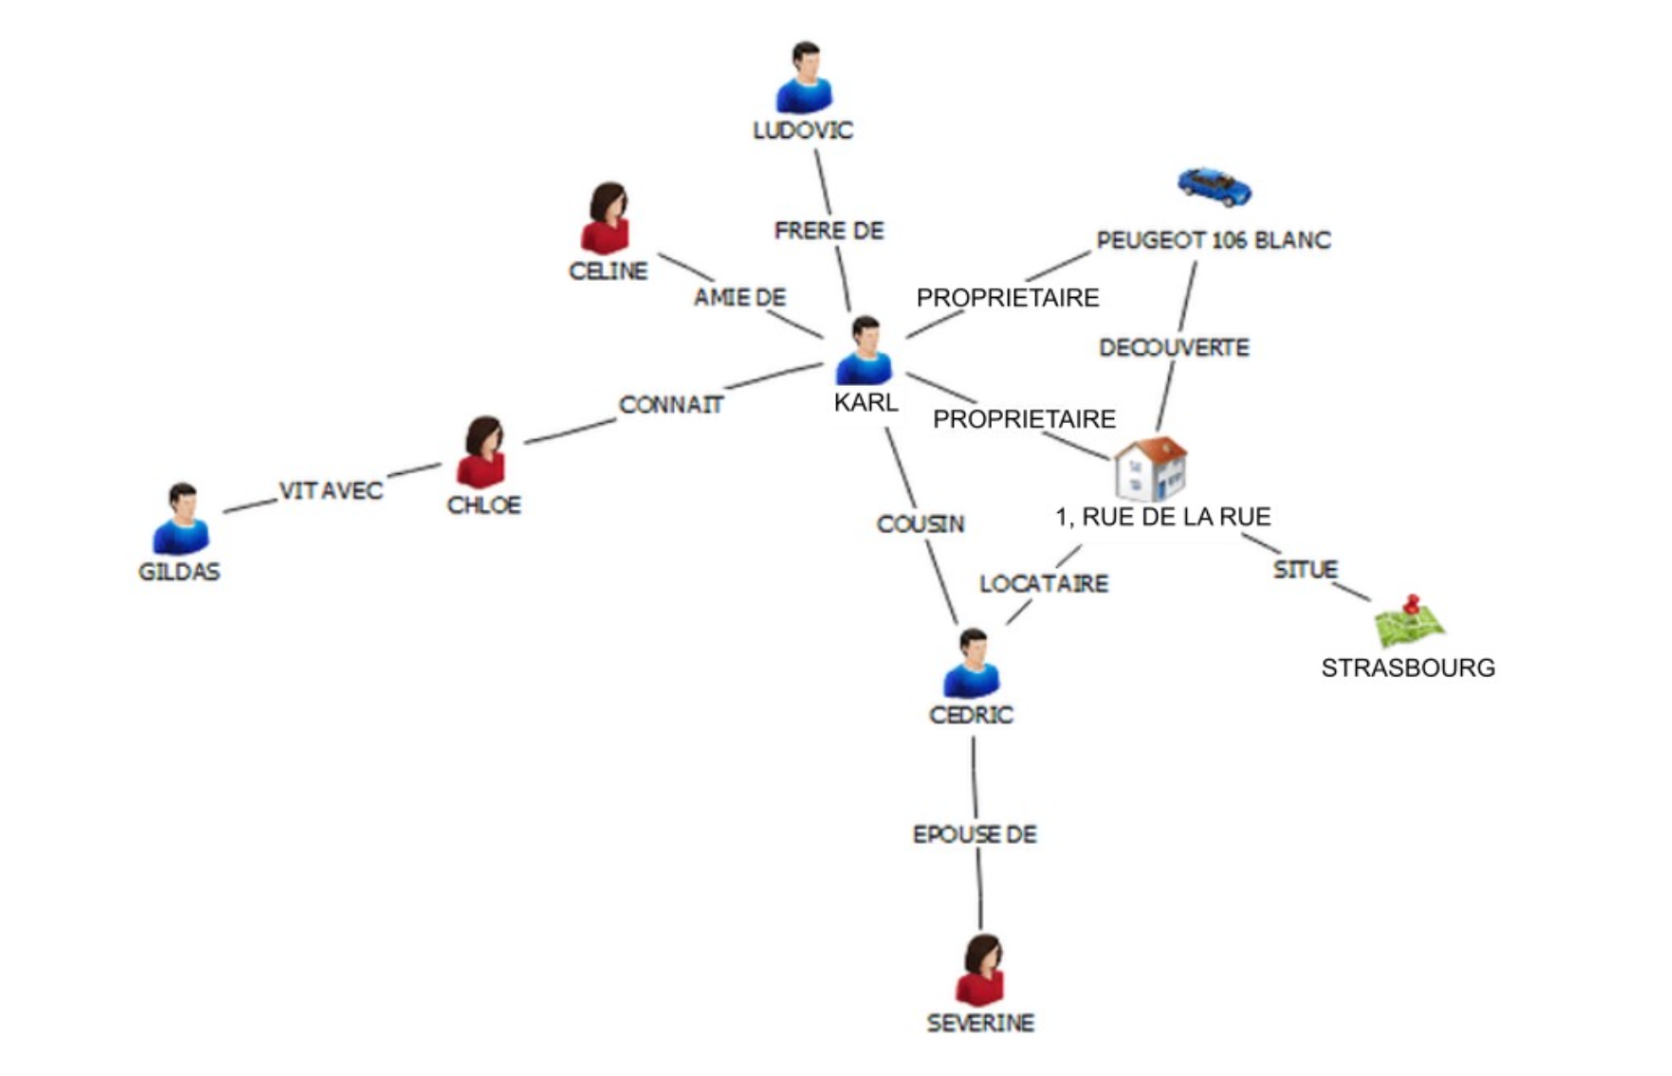 LUDOVIC
FRERE DE
CELINE
AMIE DE
PEUGEOT 106 BLANC
PROPRIETAIRE
DECOUVERTE
KARL
CONNAIT
PROPRIETAIRE
VIT AVEC
CHLOE
GILDAS
COUSIN
1, RUE DE LA RUE
LOCATAIRE
SITUE
STRASBOURG
CEDRIC
EPOUSE DE
SEVERINE